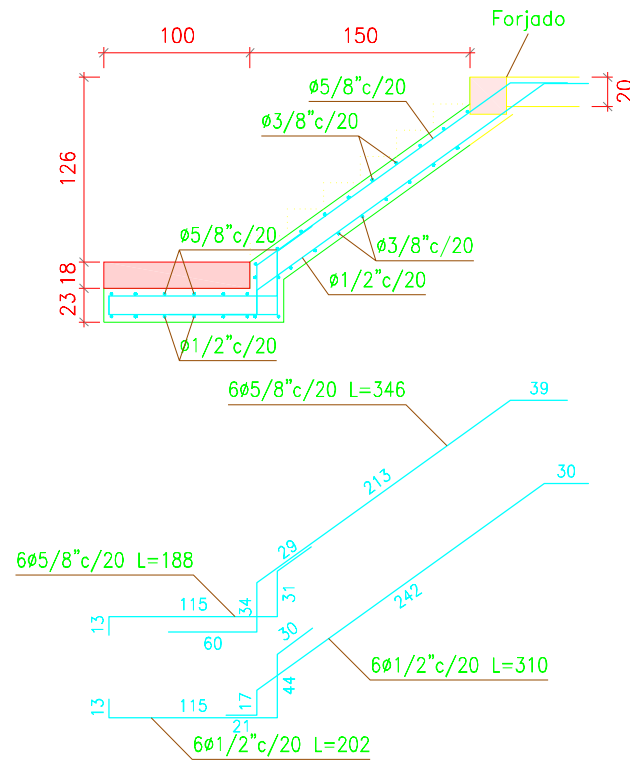 Forjado
100
150
20
ø5/8"c/20
ø3/8"c/20
126
ø5/8"c/20
ø3/8"c/20
18
ø1/2"c/20
23
ø1/2"c/20
6ø5/8"c/20 L=346
39
213
30
29
6ø5/8"c/20 L=188
31
242
115
34
13
60
30
6ø1/2"c/20 L=310
44
17
13
115
21
6ø1/2"c/20 L=202